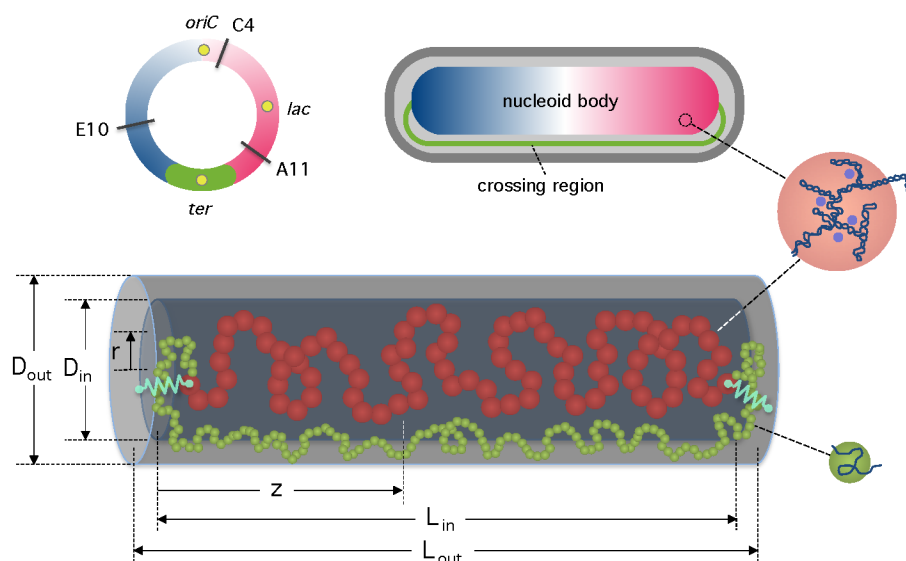 oriC
C4
lac
E10
A11
ter
nucleoid body
crossing region
r
D_out
D_in
z
L_in
L_out